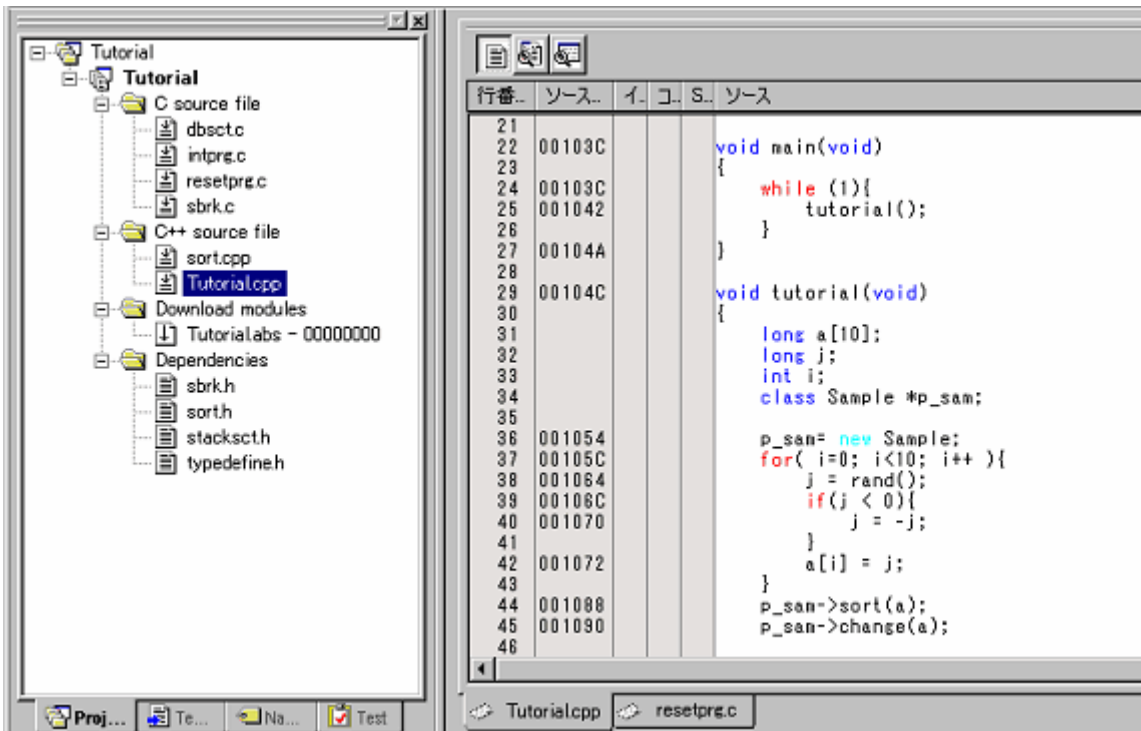 Tutorial
Tutorial
C source file
dbsct.c
intprg.c
resetprg.c
sbrk.c
C++ source file
sort.cpp
Tutorial.cpp
Download modules
Tutorial.abs - 00000000
Dependencies
sbrk.h
sort.h
stacksct.h
typedefine.h
Proj... Te... Na... Test
行番... ソース... イ.. コ.. S.. ソース
21
22 00103C void main(void)
23 {
24 00103C while (1){
25 001042 tutorial();
26 }
27 00104A }
28
29 00104C void tutorial(void)
30 {
31 long a[10];
32 long j;
33 int i;
34 class Sample *p_sam;
35
36 001054 p_sam= new Sample;
37 00105C for( i=0; i<10; i++ ){
38 001064 j = rand();
39 00106C if(j < 0){
40 001070 j = -j;
41 }
42 001072 a[i] = j;
43 }
44 001088 p_sam->sort(a);
45 001090 p_sam->change(a);
46
Tutorial.cpp resetprg.c